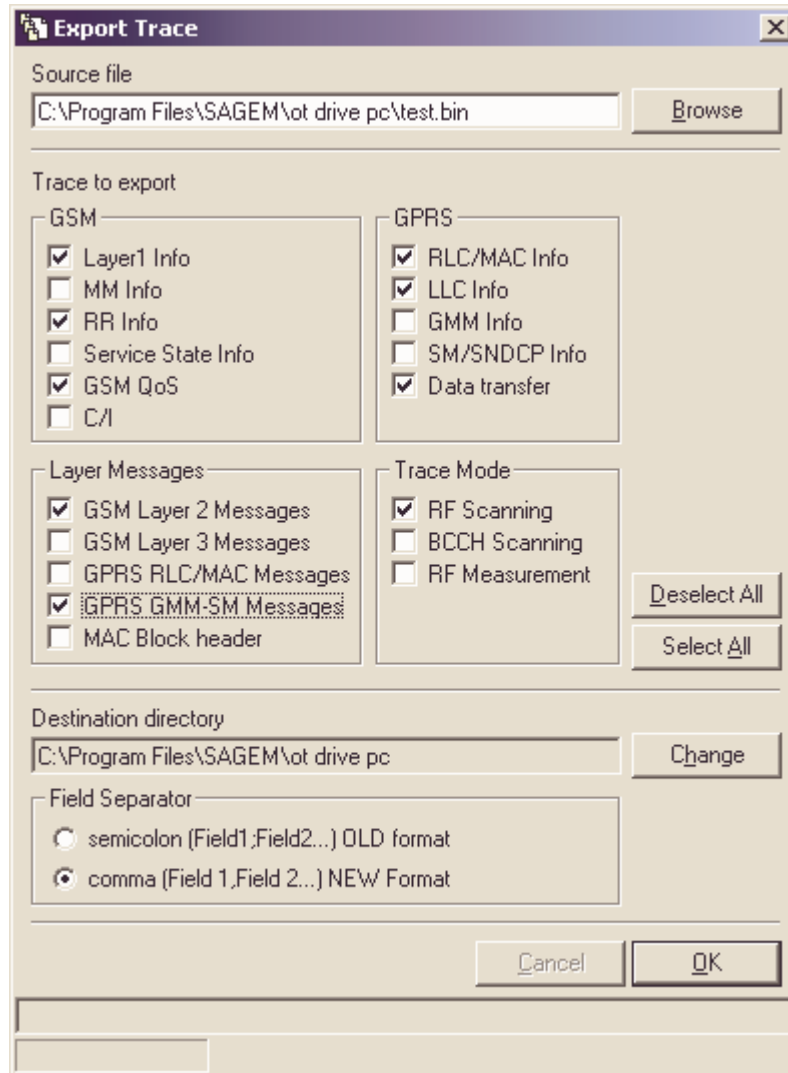 Export Trace
Source file
C:\Program Files\SAGEM\ot drive pc\test.bin
Browse
Trace to export
GSM
Layer1 Info
MM Info
RR Info
Service State Info
GSM QoS
C/I
GPRS
RLC/MAC Info
LLC Info
GMM Info
SM/SNDCP Info
Data transfer
Layer Messages
GSM Layer 2 Messages
GSM Layer 3 Messages
GPRS RLC/MAC Messages
GPRS GMM-SM Messages
MAC Block header
Trace Mode
RF Scanning
BCCH Scanning
RF Measurement
Deselect All
Select All
Destination directory
C:\Program Files\SAGEM\ot drive pc
Change
Field Separator
semicolon (Field1;Field2...) OLD format
comma (Field 1,Field 2...) NEW Format
Cancel
OK